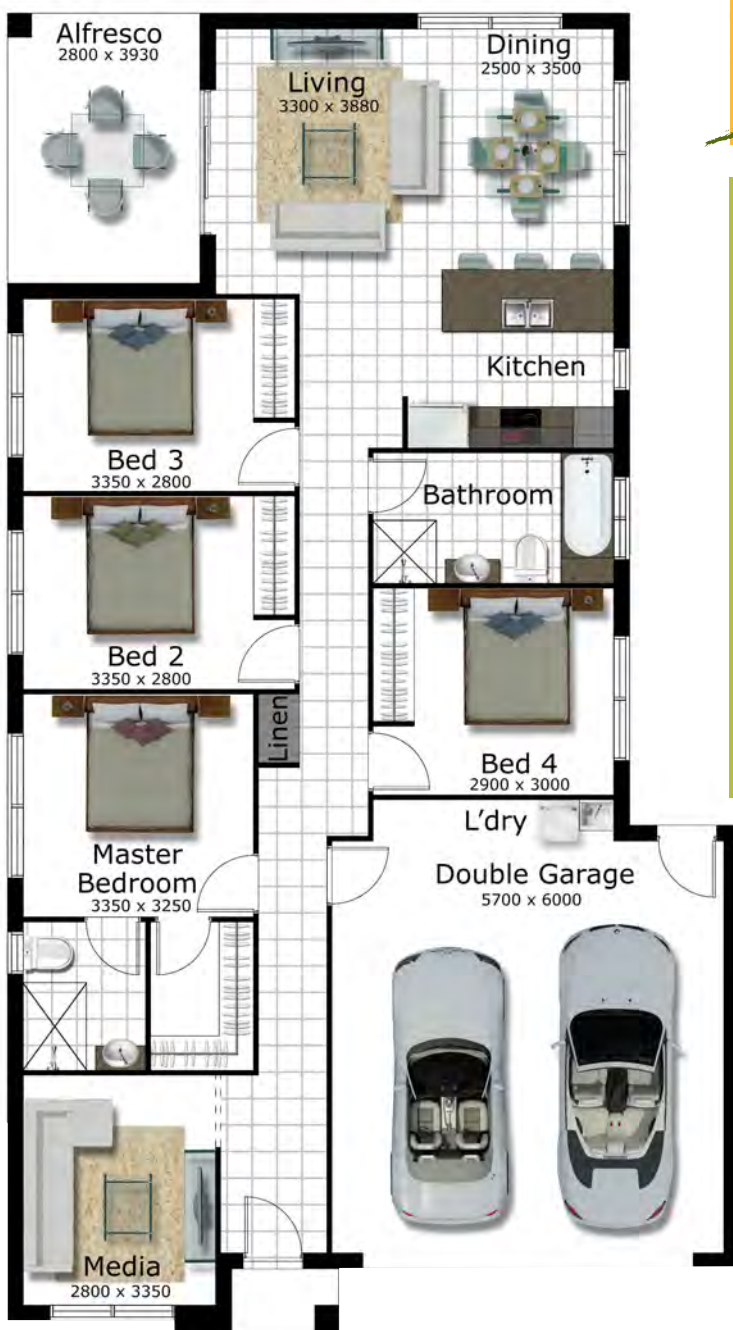 Alfresco
2800 x 3930
Living
3300 x 3880
Dining
2500 x 3500
Kitchen
Bed 3
3350 x 2800
Bathroom
Bed 2
3350 x 2800
Linen
Bed 4
2900 x 3000
L'dry
Master
Bedroom
3350 x 3250
Double Garage
5700 x 6000
Media
2800 x 3350